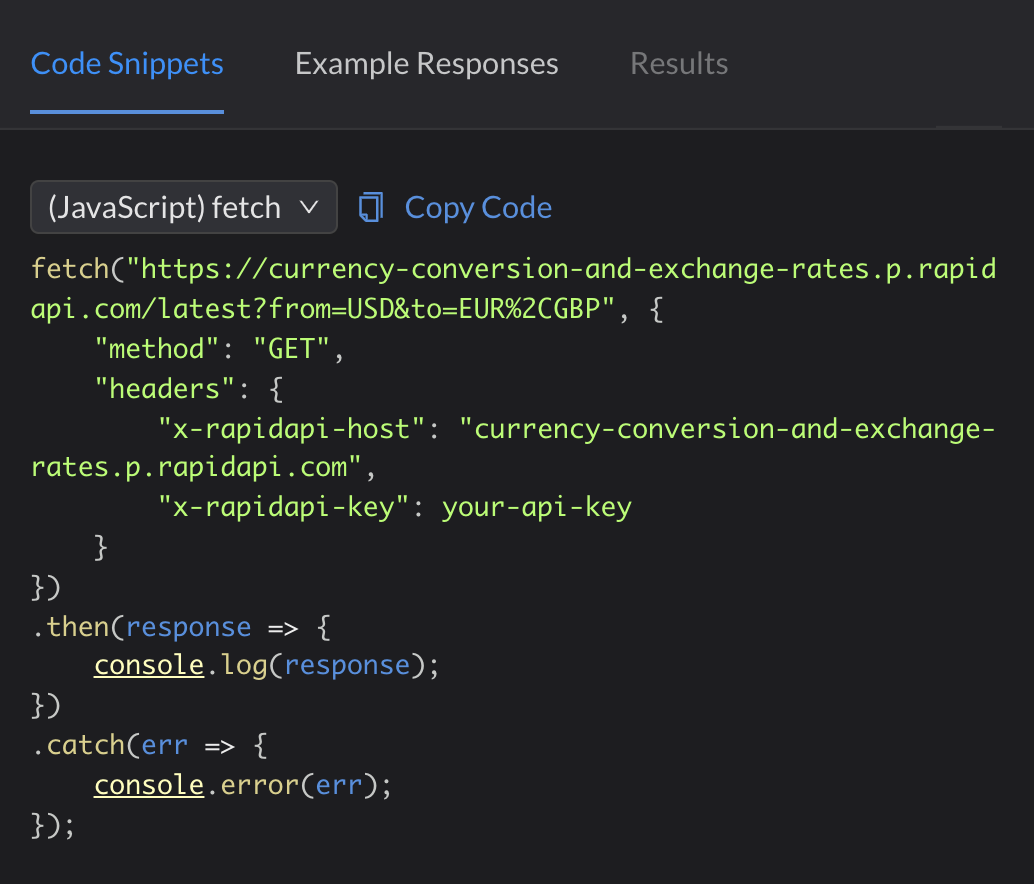 Code Snippets Example Responses Results
(JavaScript) fetch Copy Code
fetch("https://currency-conversion-and-exchange-rates.p.rapid
api.com/latest?from=USD&to=EUR%2CGBP", {
    "method": "GET",
    "headers": {
        "x-rapidapi-host": "currency-conversion-and-exchange-
rates.p.rapidapi.com",
        "x-rapidapi-key": your-api-key
    }
})
.then(response => {
    console.log(response);
})
.catch(err => {
    console.error(err);
});